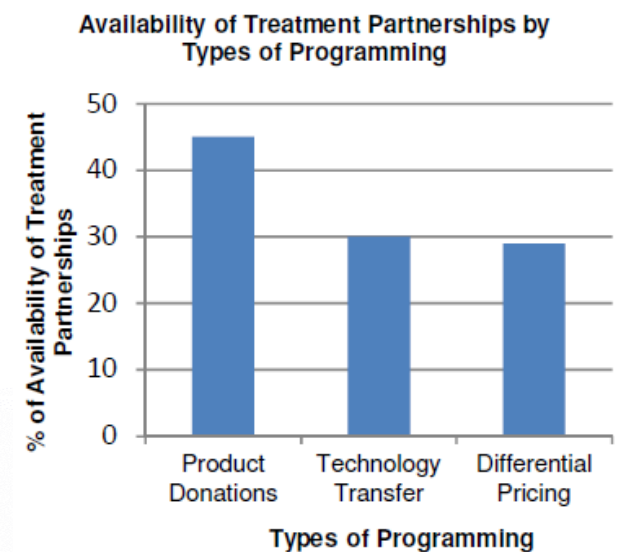 Availability of Treatment Partnerships by
Types of Programming
% of Availability of Treatment
Partnerships
50
40
30
20
10
0
Product
Donations
Technology
Transfer
Differential
Pricing
Types of Programming